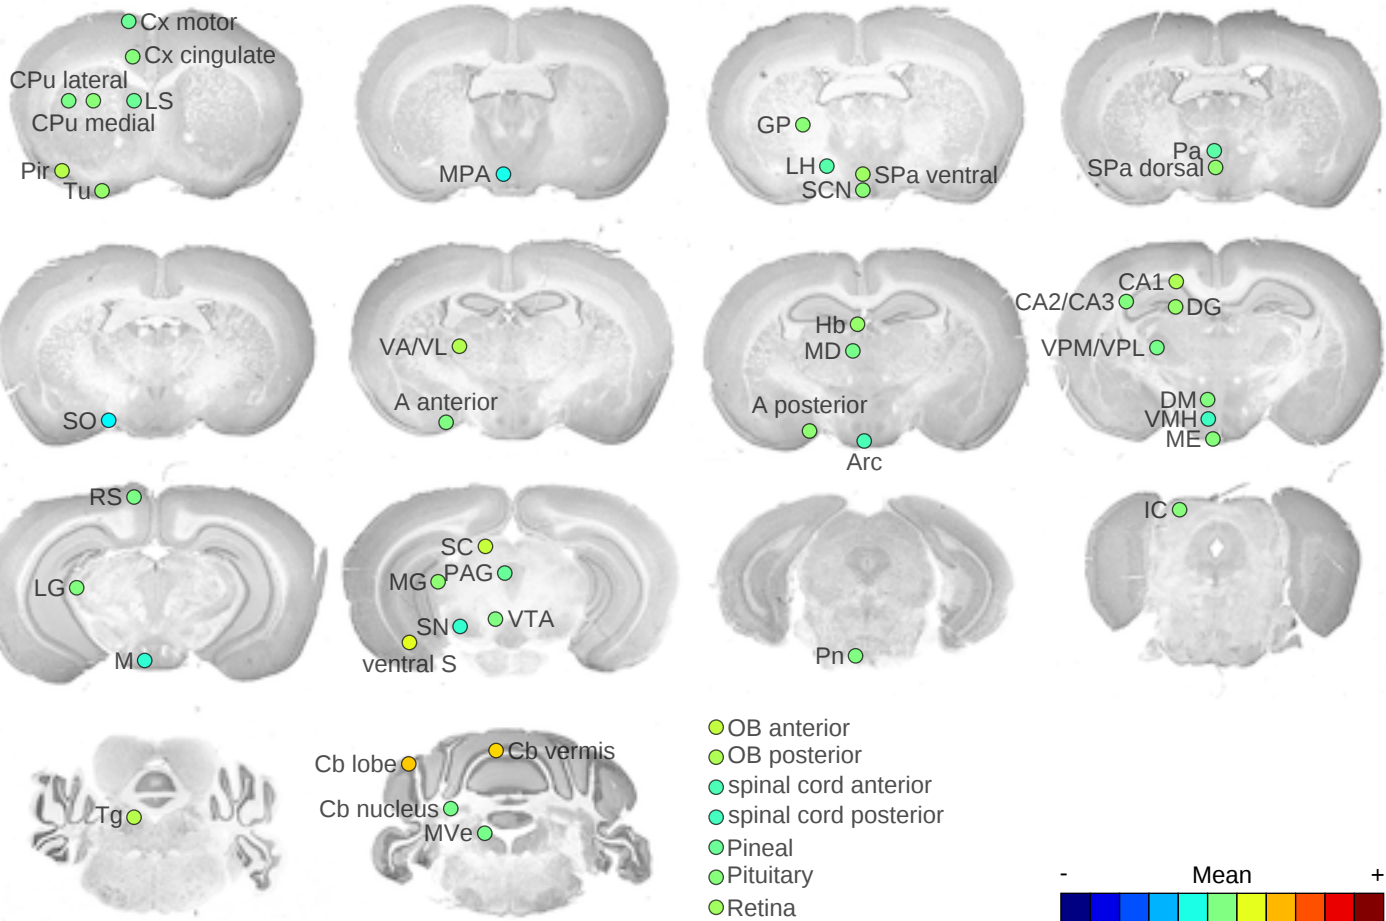 Cx motor
Cx cingulate
CPu lateral
LS
CPu medial
Pir
Tu
MPA
GP
LH
SPa ventral
SCN
Pa
SPa dorsal
SO
VA/VL
A anterior
Hb
MD
A posterior
Arc
CA1
CA2/CA3
DG
VPM/VPL
DM
VMH
ME
RS
LG
M
SC
PAG
MG
SN
VTA
ventral S
Pn
IC
Tg
Cb lobe
Cb vermis
Cb nucleus
MVe
OB anterior
OB posterior
spinal cord anterior
spinal cord posterior
Pineal
Pituitary
Retina
- Mean +